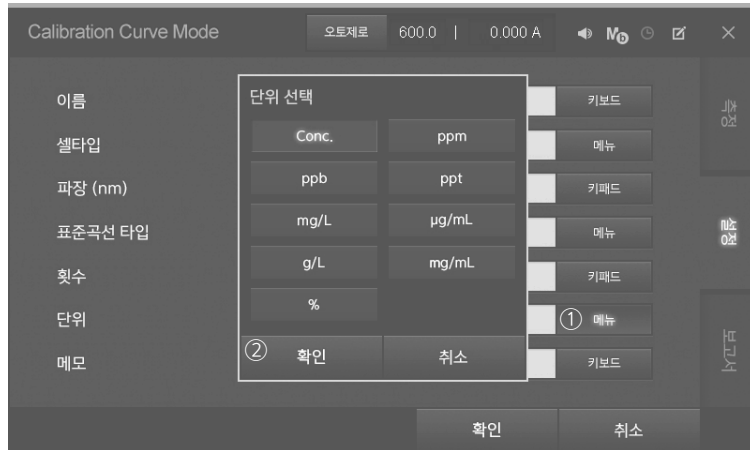 Calibration Curve Mode 오토제로 600.0 | 0.000 A M
이름 키보드
셀타입 메뉴
파장 (nm) 키패드
표준곡선 타입 메뉴
횟수 키패드
단위 ① 메뉴
메모 키보드
단위 선택
Conc. ppm
ppb ppt
mg/L µg/mL
g/L mg/mL
%
② 확인 취소
확인 취소
측정
설정
보고서